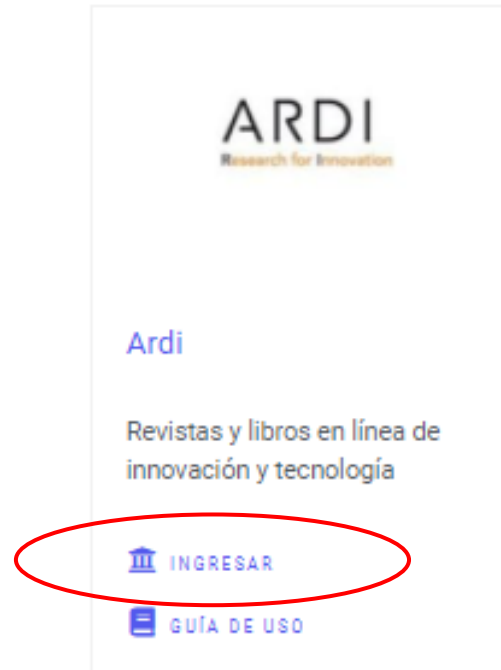 ARDI
Research for Innovation
Ardi
Revistas y libros en línea de
innovación y tecnología
INGRESAR
GUÍA DE USO